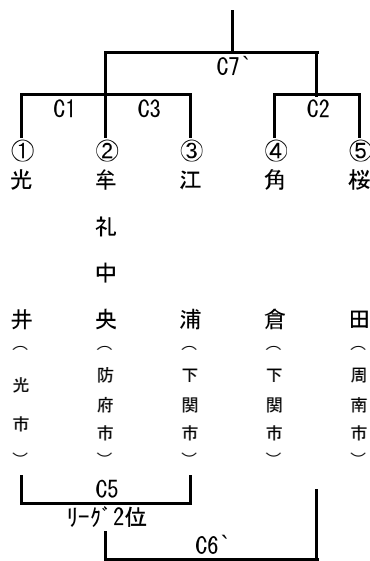 C7`
C1 C3 C2
① ② ③ ④ ⑤
光井（光市）
牟礼中央（防府市）
江浦（下関市）
角倉（下関市）
桜田（周南市）
C5
ﾘｰｸﾞ2位
C6`